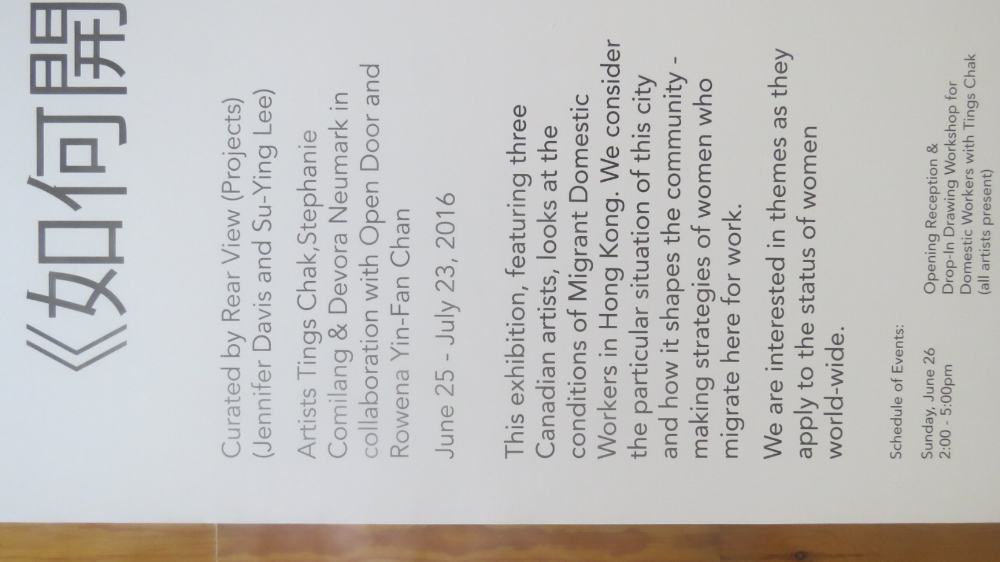 《如何開
Curated by Rear View (Projects)
(Jennifer Davis and Su-Ying Lee)
Artists Tings Chak,Stephanie
Comilang & Devora Neumark in
collaboration with Open Door and
Rowena Yin-Fan Chan
June 25 - July 23, 2016
This exhibition, featuring three
Canadian artists, looks at the
conditions of Migrant Domestic
Workers in Hong Kong. We consider
the particular situation of this city
and how it shapes the community -
making strategies of women who
migrate here for work.
We are interested in themes as they
apply to the status of women
world-wide.
Schedule of Events:
Sunday, June 26
2:00 - 5:00pm
Opening Reception &
Drop-In Drawing Workshop for
Domestic Workers with Tings Chak
(all artists present)